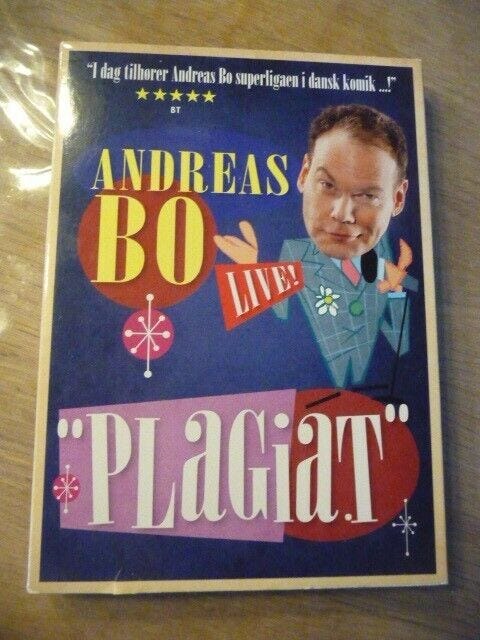 "I dag tilhører Andreas Bo superligaen i dansk komik ...!"
★★★★★
BT
ANDREAS
BO
LIVE!
"PLAGiAT"